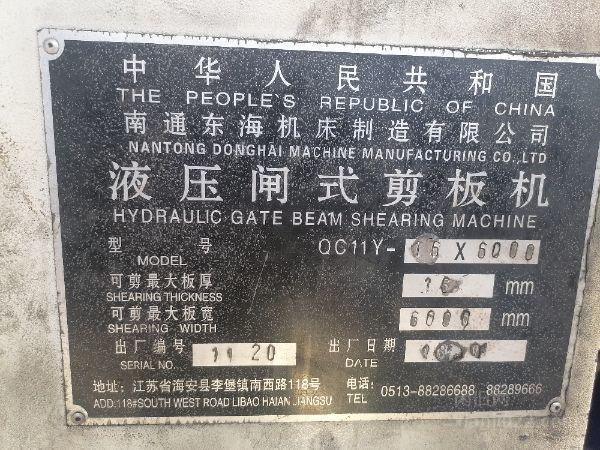 中华人民共和国
THE PEOPLE'S REPUBLIC OF CHINA
南通东海机床制造有限公司
NANTONG DONGHAI MACHINE MANUFACTURING CO.,LTD
液压闸式剪板机
HYDRAULIC GATE BEAM SHEARING MACHINE
型号 QC11Y-16X6000
MODEL
可剪最大板厚 16 mm
SHEARING THICKNESS
可剪最大板宽 6000 mm
SHEARING WIDTH
出厂编号 1120 出厂日期
SERIAL NO. DATE
地址: 江苏省海安县李堡镇南西路118号 电话: 0513-88286688 88289666
ADD:118#SOUTH WEST ROAD LIBAO HAIAN JIANGSU TEL